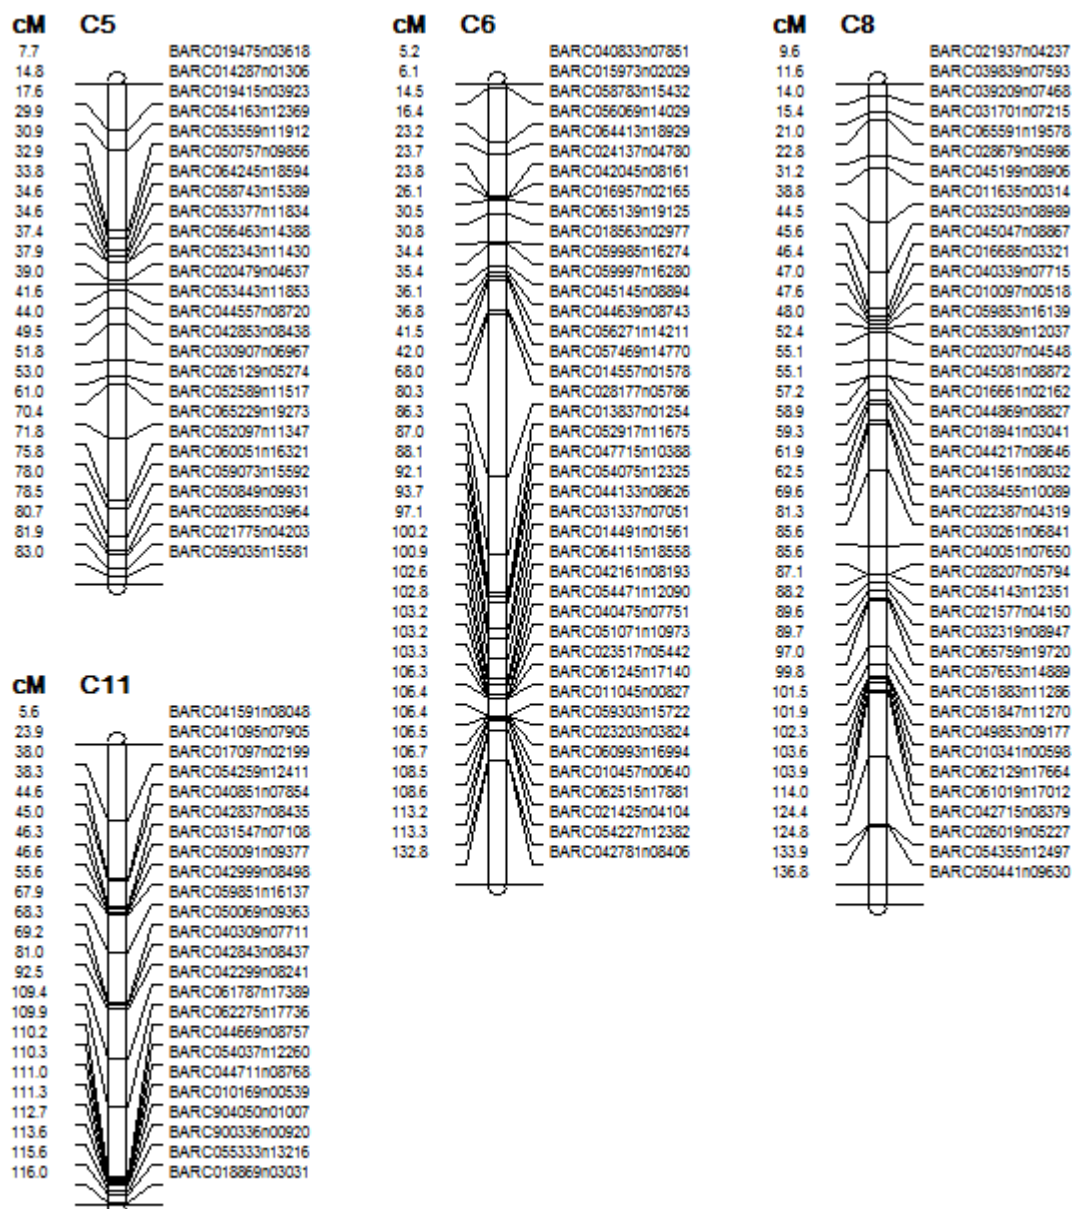 cM C5
7.7 BARC019475n03618
14.8 BARC014287n01306
17.6 BARC019415n03923
29.9 BARC054163n12369
30.9 BARC053559n11912
32.9 BARC050757n09856
33.8 BARC064245n18594
34.6 BARC058743n15389
34.6 BARC053377n11834
37.4 BARC056463n14388
37.9 BARC052343n11430
39.0 BARC020479n04637
41.6 BARC053443n11853
44.0 BARC044557n08720
49.5 BARC042853n08438
51.8 BARC030907n06967
53.0 BARC026129n05274
61.0 BARC052589n11517
70.4 BARC065229n19273
71.8 BARC052097n11347
75.8 BARC060051n16321
78.0 BARC059073n15592
78.5 BARC050849n09931
80.7 BARC020855n03964
81.9 BARC021775n04203
83.0 BARC059035n15581
cM C11
5.6 BARC041591n08048
23.9 BARC041095n07905
38.0 BARC017097n02199
38.3 BARC054259n12411
44.6 BARC040851n07854
45.0 BARC042837n08435
46.3 BARC031547n07108
46.6 BARC050091n09377
55.6 BARC042999n08498
67.9 BARC059851n16137
68.3 BARC050069n09363
69.2 BARC040309n07711
81.0 BARC042843n08437
92.5 BARC042299n08241
109.4 BARC061787n17389
109.9 BARC062275n17736
110.2 BARC044669n08757
110.3 BARC054037n12260
111.0 BARC044711n08768
111.3 BARC010169n00539
112.7 BARC904050n01007
113.6 BARC900336n00920
115.6 BARC055333n13216
116.0 BARC018869n03031
cM C6
5.2 BARC040833n07851
6.1 BARC015973n02029
14.5 BARC058783n15432
16.4 BARC056069n14029
23.2 BARC064413n18929
23.7 BARC024137n04780
23.8 BARC042045n08161
26.1 BARC016957n02165
30.5 BARC065139n19125
30.8 BARC018563n02977
34.4 BARC059985n16274
35.4 BARC059997n16280
36.1 BARC045145n08894
36.8 BARC044639n08743
41.5 BARC056271n14211
42.0 BARC057469n14770
68.0 BARC014557n01578
80.3 BARC028177n05786
86.3 BARC013837n01254
87.0 BARC052917n11675
88.1 BARC047715n10388
92.1 BARC054075n12325
93.7 BARC044133n08626
97.1 BARC031337n07051
100.2 BARC014491n01561
100.9 BARC064115n18558
102.6 BARC042161n08193
102.8 BARC054471n12090
103.2 BARC040475n07751
103.2 BARC051071n10973
103.3 BARC023517n05442
106.3 BARC061245n17140
106.4 BARC011045n00827
106.4 BARC059303n15722
106.5 BARC023203n03824
106.7 BARC060993n16994
108.5 BARC010457n00640
108.6 BARC062515n17881
113.2 BARC021425n04104
113.3 BARC054227n12382
132.8 BARC042781n08406
cM C8
9.6 BARC021937n04237
11.6 BARC039839n07593
14.0 BARC039209n07468
15.4 BARC031701n07215
21.0 BARC065591n19578
22.8 BARC028679n05986
31.2 BARC045199n08906
38.8 BARC011635n00314
44.5 BARC032503n08989
45.6 BARC045047n08867
46.4 BARC016685n03321
47.0 BARC040339n07715
47.6 BARC010097n00518
48.0 BARC059853n16139
52.4 BARC053809n12037
55.1 BARC020307n04548
55.1 BARC045081n08872
57.2 BARC016661n02162
58.9 BARC044869n08827
59.3 BARC018941n03041
61.9 BARC044217n08646
62.5 BARC041561n08032
69.6 BARC038455n10089
81.3 BARC022387n04319
85.6 BARC030261n06841
85.6 BARC040051n07650
87.1 BARC028207n05794
88.2 BARC054143n12351
89.6 BARC021577n04150
89.7 BARC032319n08947
97.0 BARC065759n19720
99.8 BARC057653n14889
101.5 BARC051883n11286
101.9 BARC051847n11270
102.3 BARC049853n09177
103.6 BARC010341n00598
103.9 BARC062129n17664
114.0 BARC061019n17012
124.4 BARC042715n08379
124.8 BARC026019n05227
133.9 BARC054355n12497
136.8 BARC050441n09630